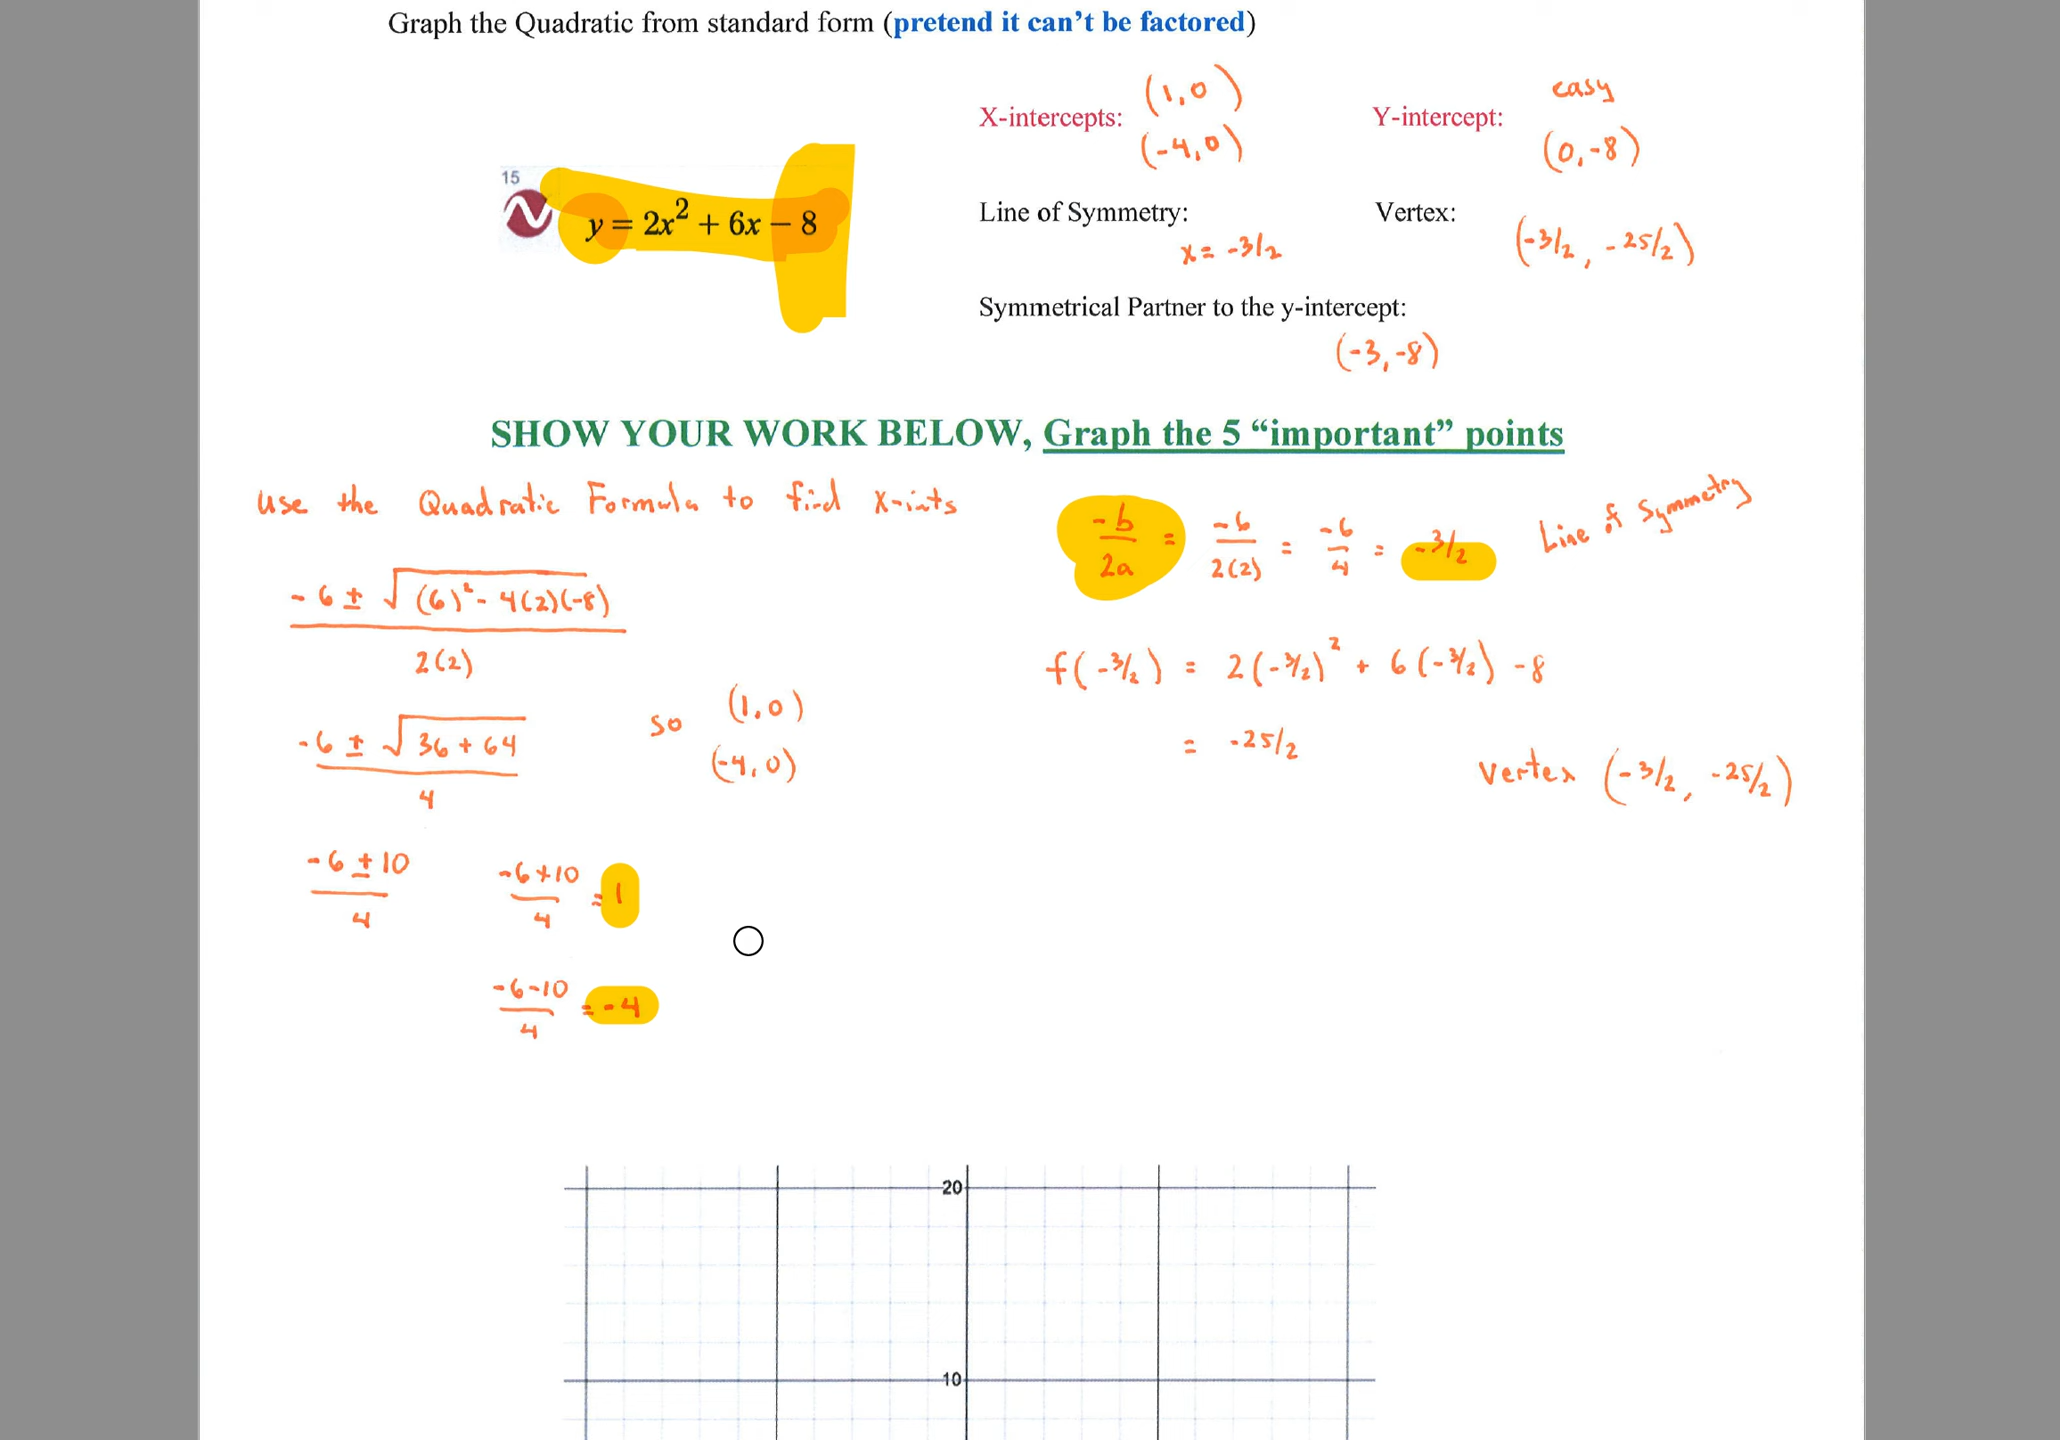 Graph the Quadratic from standard form (pretend it can't be factored)
X-intercepts: (1,0) (-4,0)
Y-intercept: easy (0,-8)
15
y = 2x² + 6x − 8
Line of Symmetry: x = -3/2
Vertex: (-3/2, -25/2)
Symmetrical Partner to the y-intercept:
(-3,-8)
SHOW YOUR WORK BELOW, Graph the 5 “important” points
Use the Quadratic Formula to find x-ints
-6 ± √(6)² - 4(2)(-8)
2(2)
-6 ± √36 + 64
4
so (1,0)
(-4,0)
-6 ± 10
4
-6+10
4
= 1
-6-10
4
= -4
-b/2a = -6/2(2) = -6/4 = -3/2 Line of Symmetry
f(-3/2) = 2(-3/2)² + 6(-3/2) -8
= -25/2
Vertex (-3/2, -25/2)
20
10